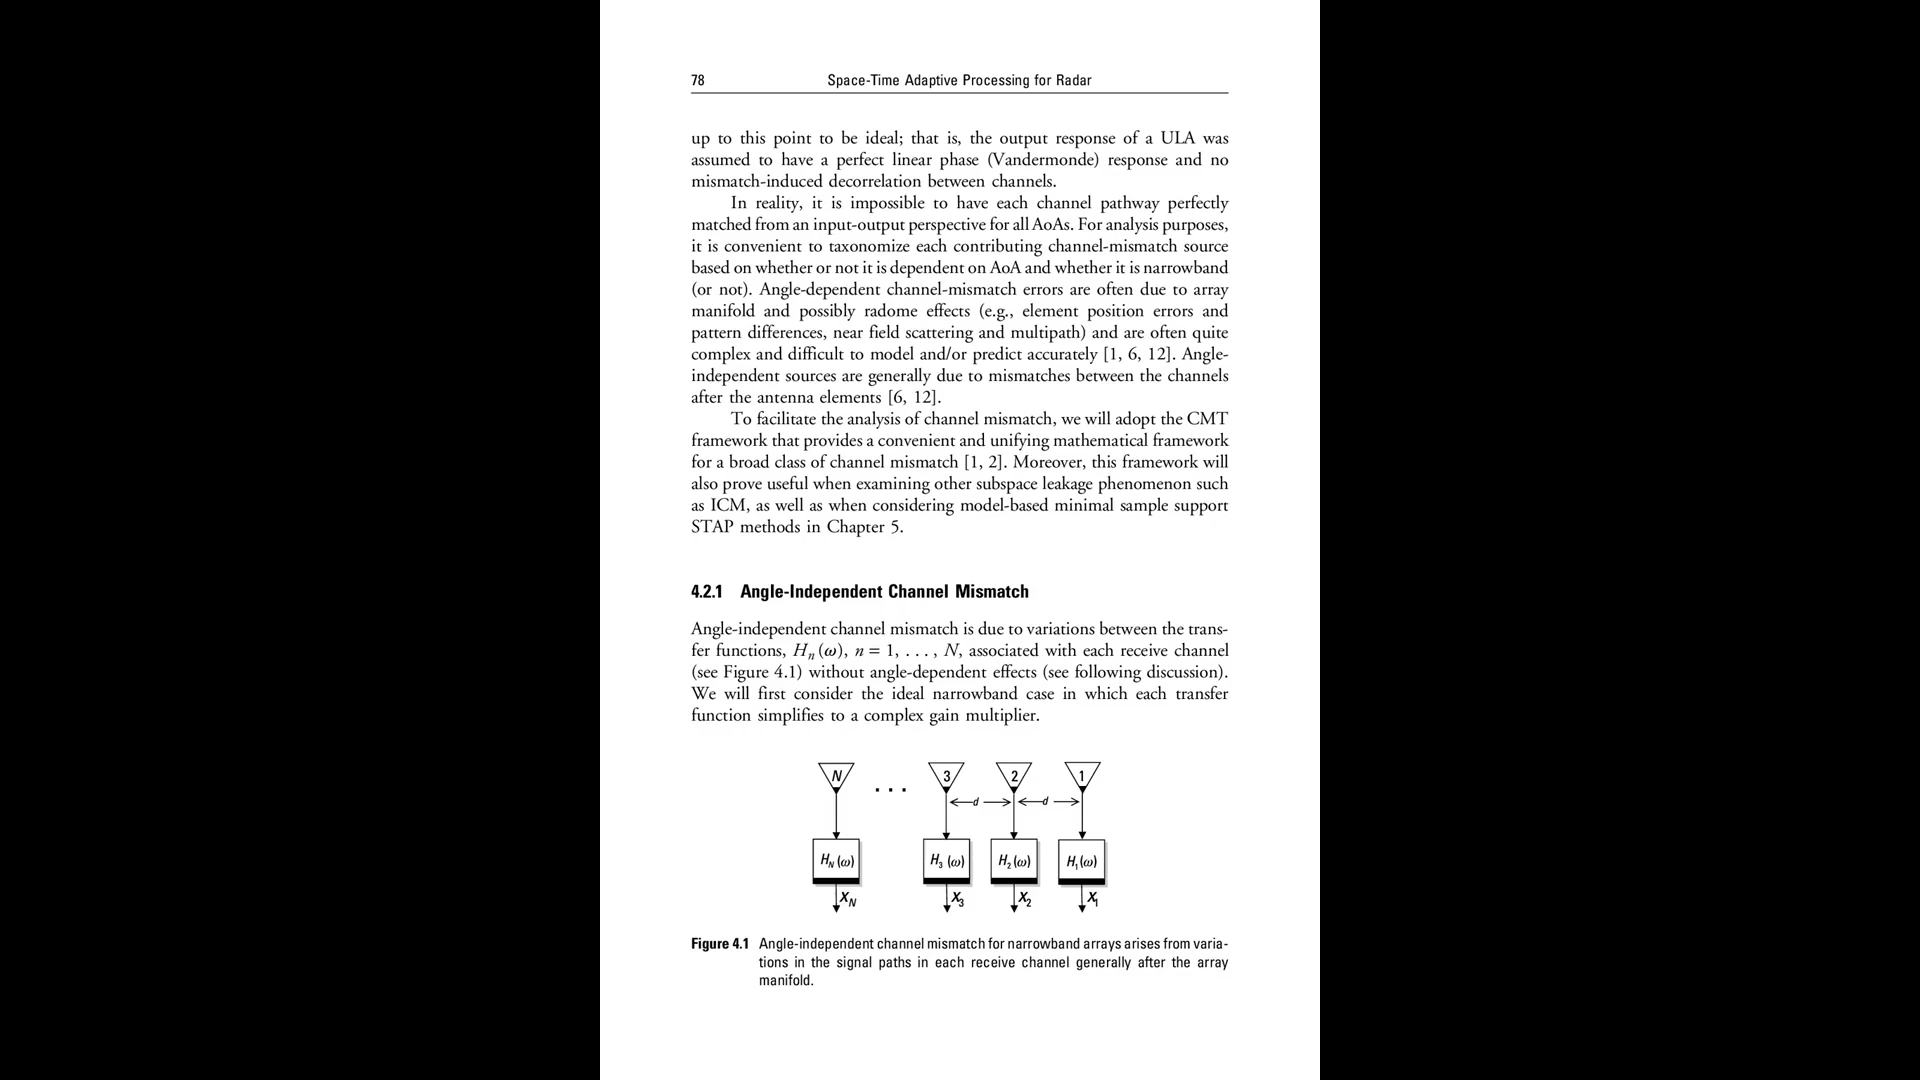 78 Space-Time Adaptive Processing for Radar
up to this point to be ideal; that is, the output response of a ULA was
assumed to have a perfect linear phase (Vandermonde) response and no
mismatch-induced decorrelation between channels.
In reality, it is impossible to have each channel pathway perfectly
matched from an input-output perspective for all AoAs. For analysis purposes,
it is convenient to taxonomize each contributing channel-mismatch source
based on whether or not it is dependent on AoA and whether it is narrowband
(or not). Angle-dependent channel-mismatch errors are often due to array
manifold and possibly radome effects (e.g., element position errors and
pattern differences, near field scattering and multipath) and are often quite
complex and difficult to model and/or predict accurately [1, 6, 12]. Angle-
independent sources are generally due to mismatches between the channels
after the antenna elements [6, 12].
To facilitate the analysis of channel mismatch, we will adopt the CMT
framework that provides a convenient and unifying mathematical framework
for a broad class of channel mismatch [1, 2]. Moreover, this framework will
also prove useful when examining other subspace leakage phenomenon such
as ICM, as well as when considering model-based minimal sample support
STAP methods in Chapter 5.
4.2.1 Angle-Independent Channel Mismatch
Angle-independent channel mismatch is due to variations between the trans-
fer functions, Hₙ(ω), n = 1, . . . , N, associated with each receive channel
(see Figure 4.1) without angle-dependent effects (see following discussion).
We will first consider the ideal narrowband case in which each transfer
function simplifies to a complex gain multiplier.
N . . . 3 2 1
d d
H_N (ω) H₃ (ω) H₂ (ω) H₁ (ω)
X_N X₃ X₂ X₁
Figure 4.1 Angle-independent channel mismatch for narrowband arrays arises from varia-
tions in the signal paths in each receive channel generally after the array
manifold.